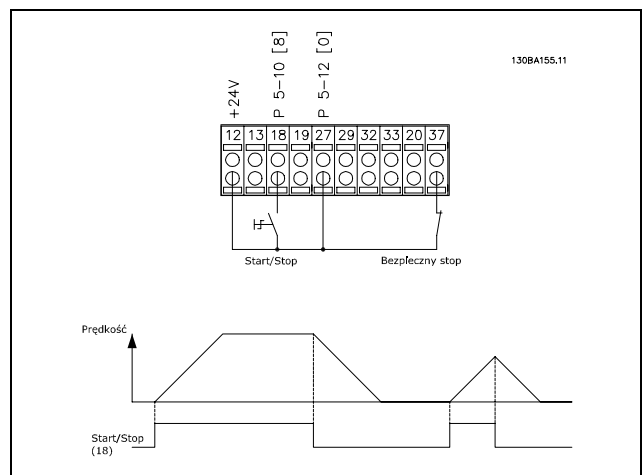 130BA155.11
+24V
P 5-10 [8]
P 5-12 [0]
12 13 18 19 27 29 32 33 20 37
Start/Stop
Bezpieczny stop
Prędkość
Start/Stop
(18)